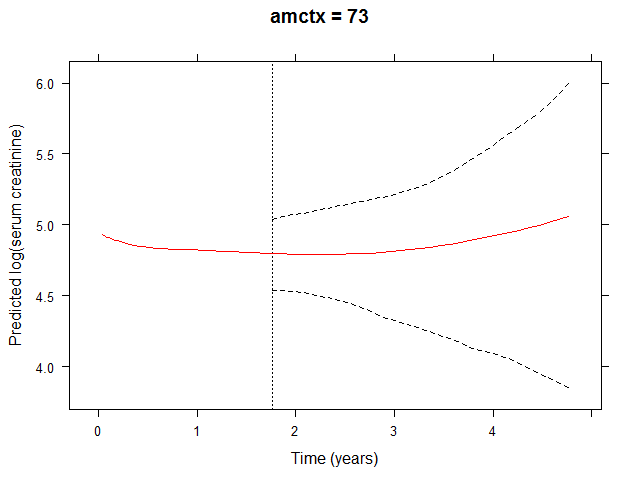 amctx = 73
Predicted log(serum creatinine)
6.0
5.5
5.0
4.5
4.0
0 1 2 3 4
Time (years)